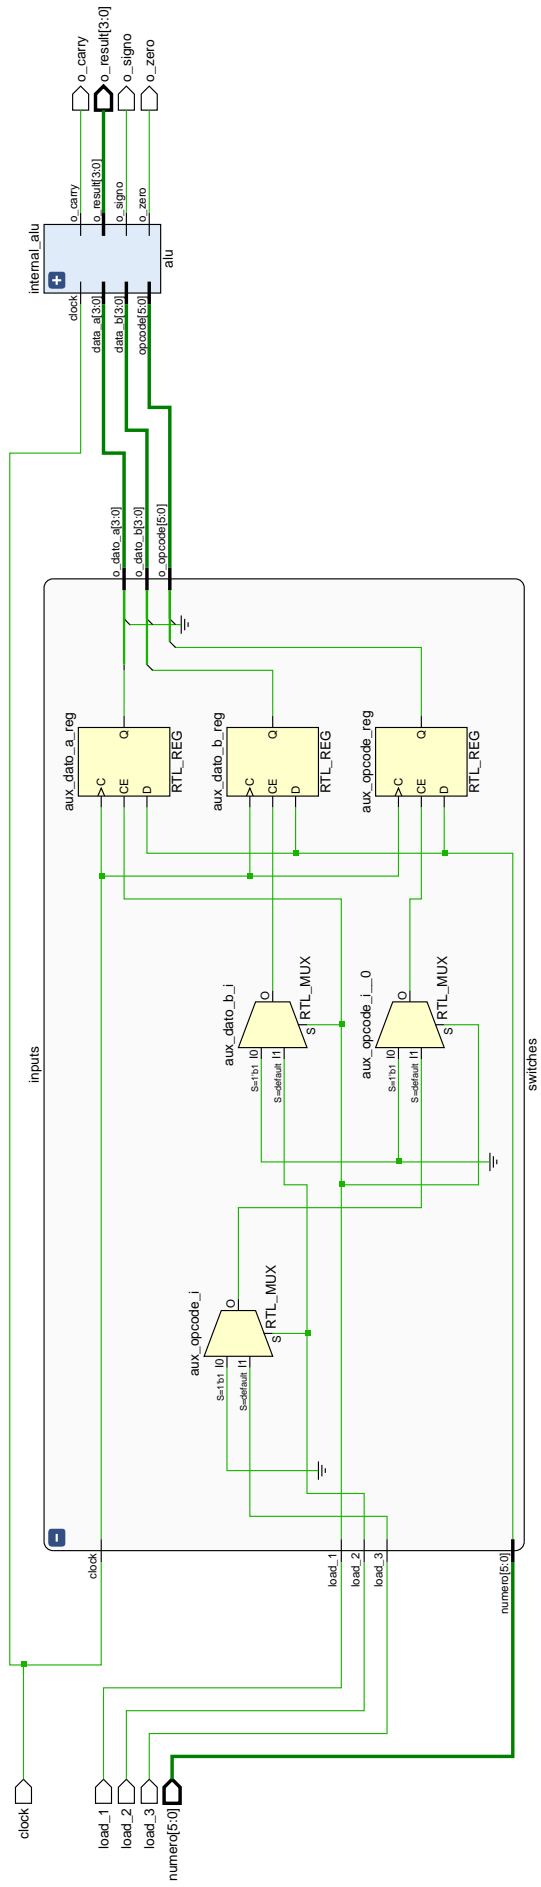 clock
load_1
load_2
load_3
numero[5:0]
inputs
clock
load_1
load_2
load_3
numero[5:0]
aux_opcode_i
S=1'b1 I0
S=default I1
O
S
RTL_MUX
aux_dato_b_i
S=1'b1 I0
S=default I1
O
S
RTL_MUX
aux_opcode_i__0
S=1'b1 I0
S=default I1
O
S
RTL_MUX
aux_dato_a_reg
C
CE
D
Q
RTL_REG
aux_dato_b_reg
C
CE
D
Q
RTL_REG
aux_opcode_reg
C
CE
D
Q
RTL_REG
o_dato_a[3:0]
o_dato_b[3:0]
o_opcode[5:0]
switches
internal_alu
clock
data_a[3:0]
data_b[3:0]
opcode[5:0]
o_carry
o_result[3:0]
o_signo
o_zero
alu
o_carry
o_result[3:0]
o_signo
o_zero